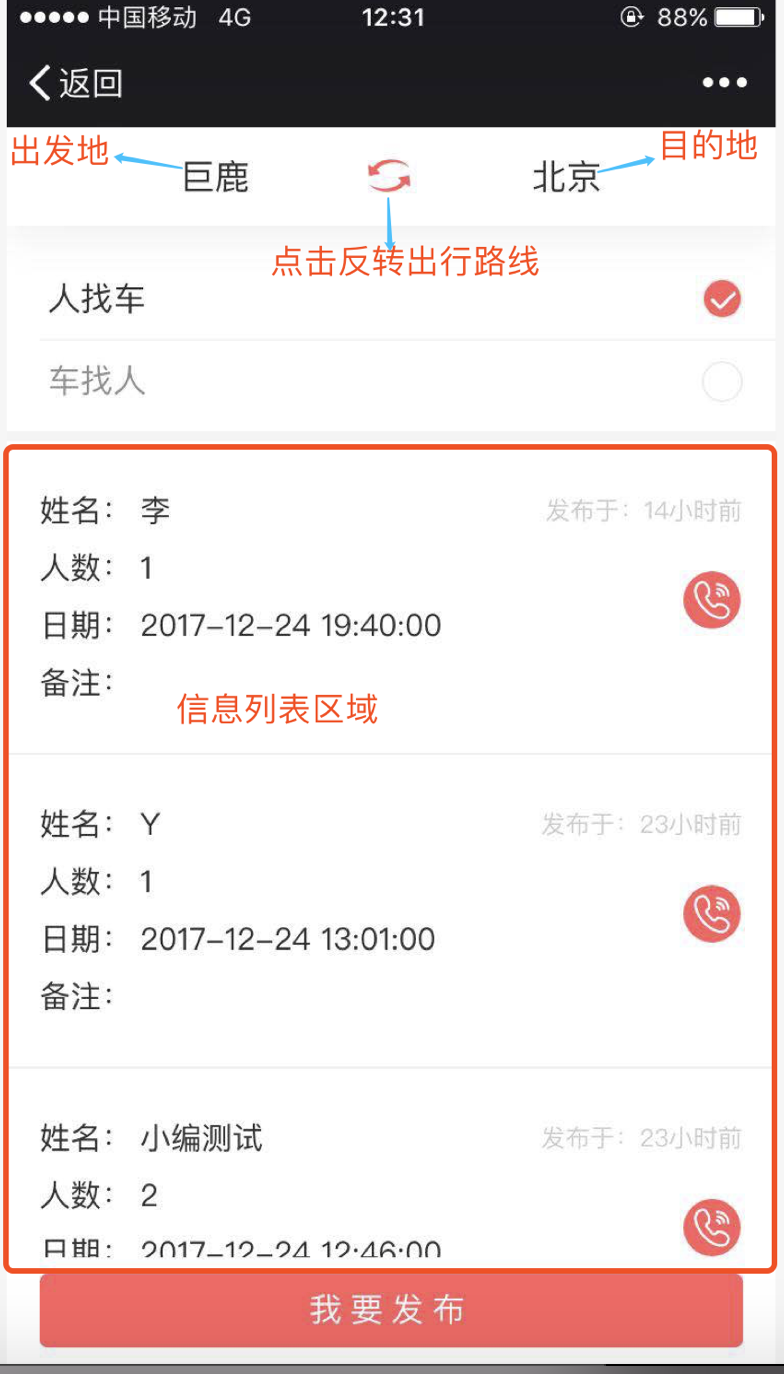 中国移动 4G 12:31 88%
返回
出发地 目的地
巨鹿 北京
点击反转出行路线
人找车
车找人
姓名： 李 发布于：14小时前
人数： 1
日期： 2017-12-24 19:40:00
备注：
信息列表区域
姓名： Y 发布于：23小时前
人数： 1
日期： 2017-12-24 13:01:00
备注：
姓名： 小编测试 发布于：23小时前
人数： 2
日期： 2017-12-24 12:46:00
我要发布